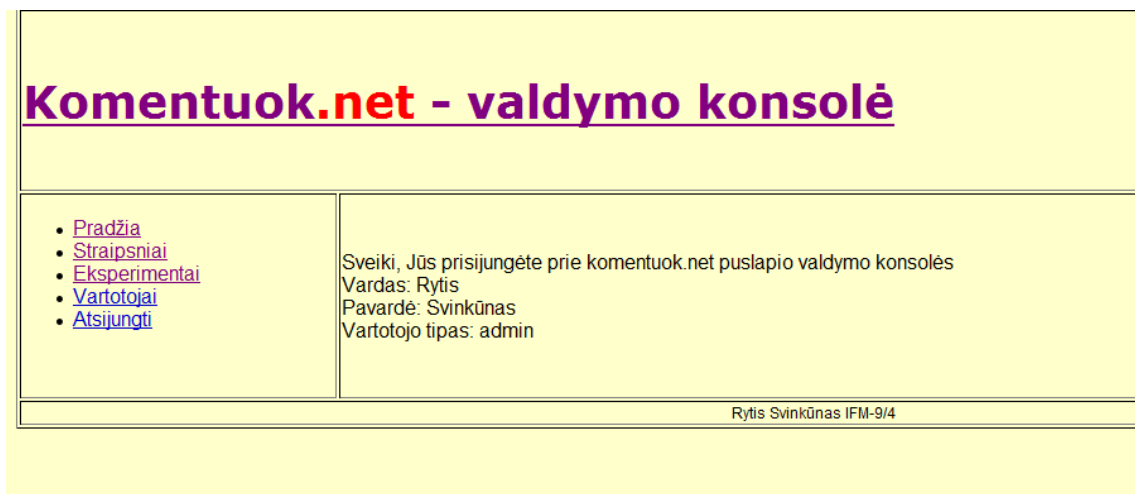 Komentuok.net - valdymo konsolė
Pradžia
Straipsniai
Eksperimentai
Vartotojai
Atsijungti
Sveiki, Jūs prisijungėte prie komentuok.net puslapio valdymo konsolės
Vardas: Rytis
Pavardė: Svinkūnas
Vartotojo tipas: admin
Rytis Svinkūnas IFM-9/4